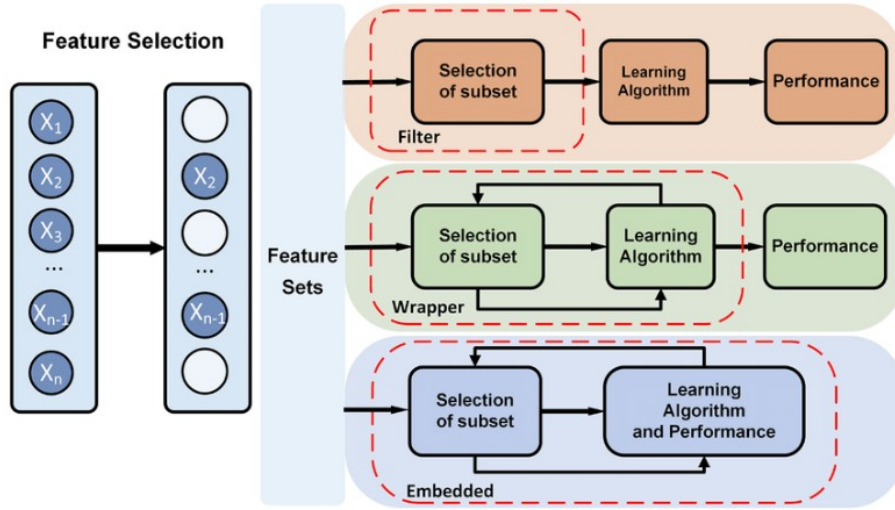 Feature Selection
X1
X2
X3
...
Xn-1
Xn
X2
...
Xn-1
Feature
Sets
Selection
of subset
Learning
Algorithm
Performance
Filter
Selection
of subset
Learning
Algorithm
Performance
Wrapper
Selection
of subset
Learning
Algorithm
and Performance
Embedded